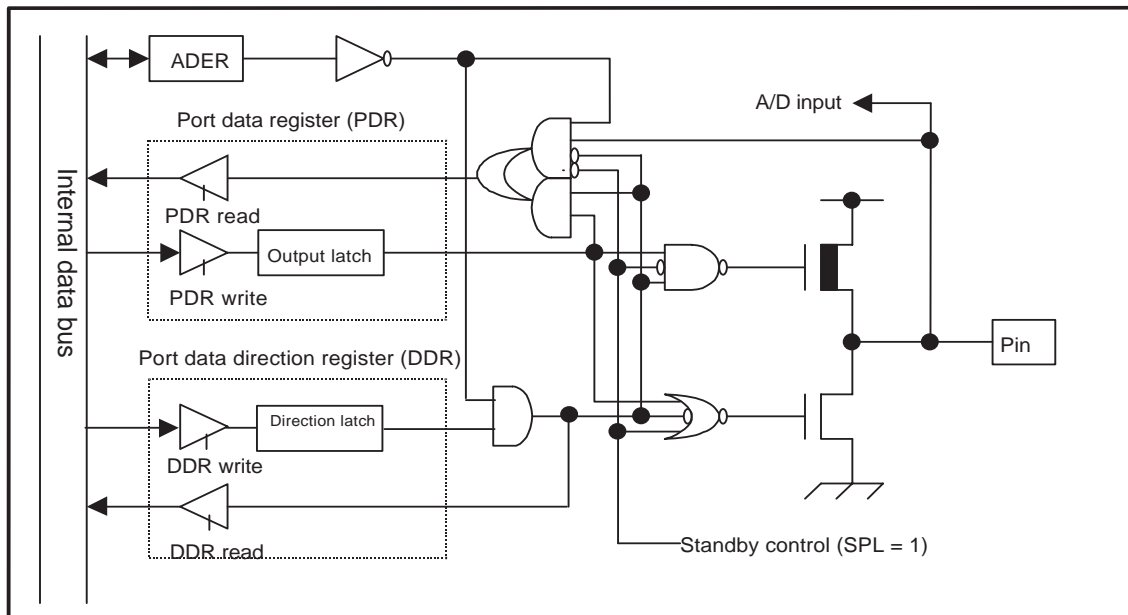 ADER
A/D input
Port data register (PDR)
PDR read
Output latch
PDR write
Internal data bus
Pin
Port data direction register (DDR)
Direction latch
DDR write
DDR read
Standby control (SPL = 1)